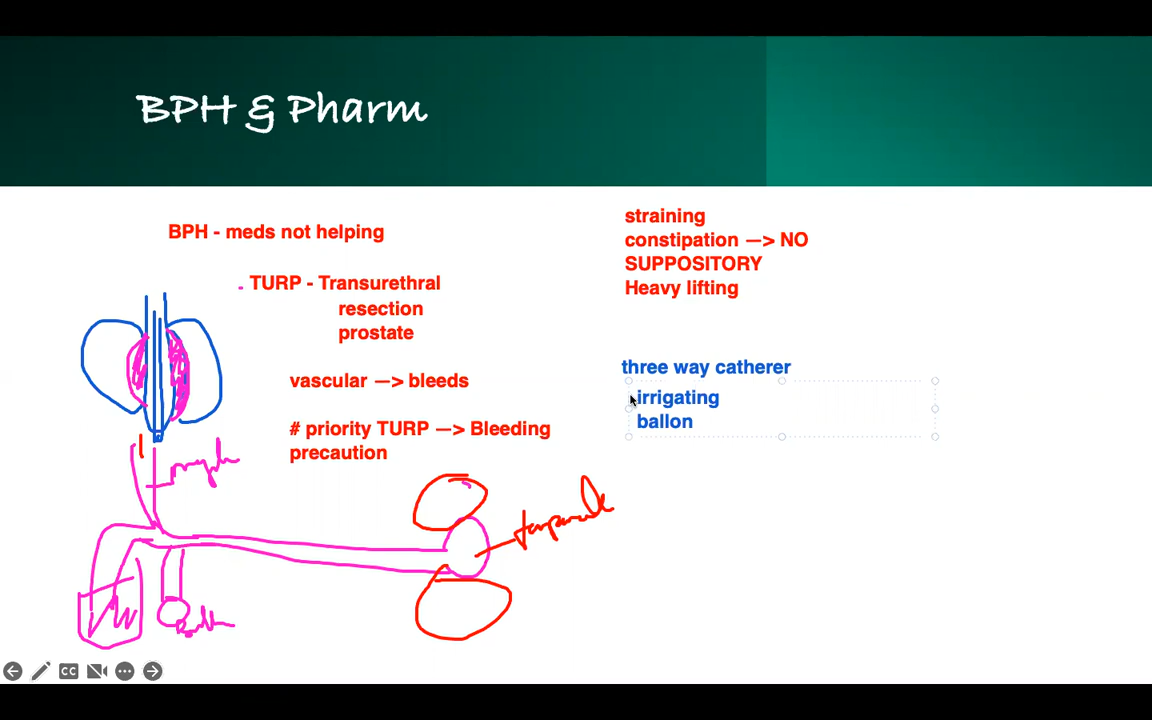 BPH & Pharm
BPH - meds not helping
. TURP - Transurethral
resection
prostate
vascular —> bleeds
# priority TURP —> Bleeding
precaution
straining
constipation —> NO
SUPPOSITORY
Heavy lifting
three way catherer
irrigating
ballon
CC